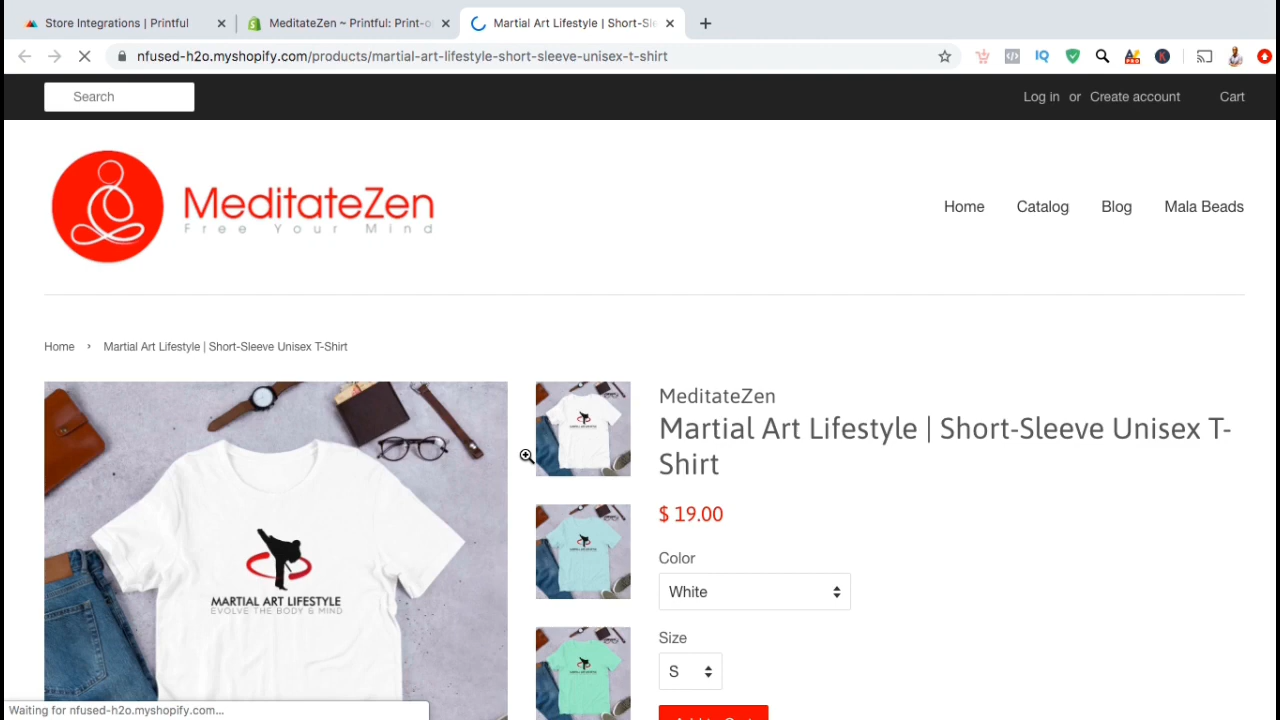 Store Integrations | Printful
MeditateZen ~ Printful: Print-o
Martial Art Lifestyle | Short-Sle
nfused-h2o.myshopify.com/products/martial-art-lifestyle-short-sleeve-unisex-t-shirt
Search
Log in or Create account
Cart
MeditateZen
Free Your Mind
Home
Catalog
Blog
Mala Beads
Home › Martial Art Lifestyle | Short-Sleeve Unisex T-Shirt
MeditateZen
Martial Art Lifestyle | Short-Sleeve Unisex T-
Shirt
$ 19.00
Color
White
Size
S
MARTIAL ART LIFESTYLE
EVOLVE THE BODY & MIND
Waiting for nfused-h2o.myshopify.com...